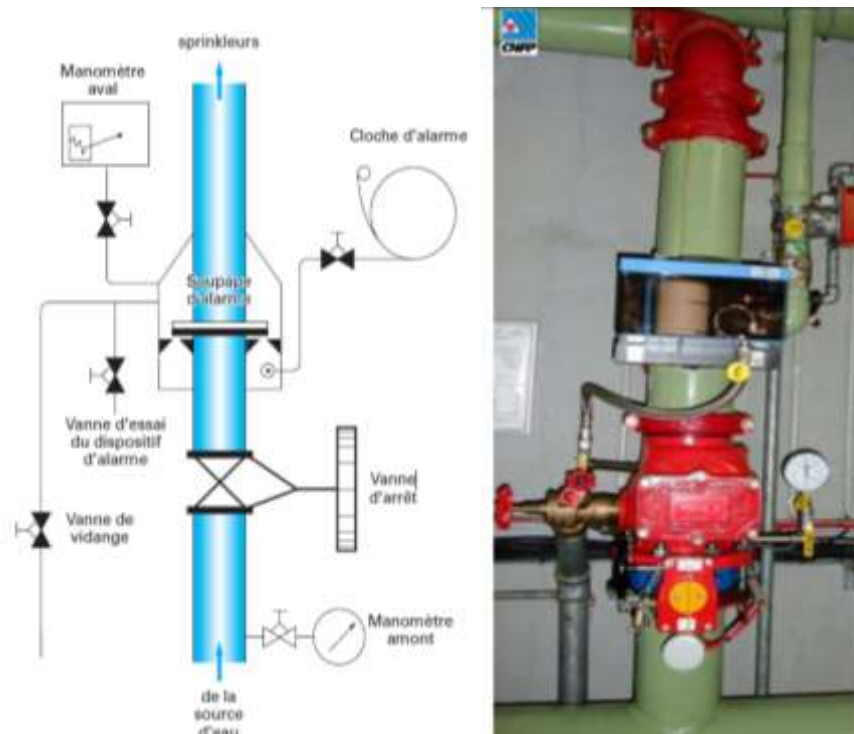 sprinkleurs
Manomètre
aval
Cloche d'alarme
Soupape
d'alarme
Vanne d'essai
du dispositif
d'alarme
Vanne
d'arrêt
Vanne de
vidange
Manomètre
amont
de la
source
d'eau
CNPP